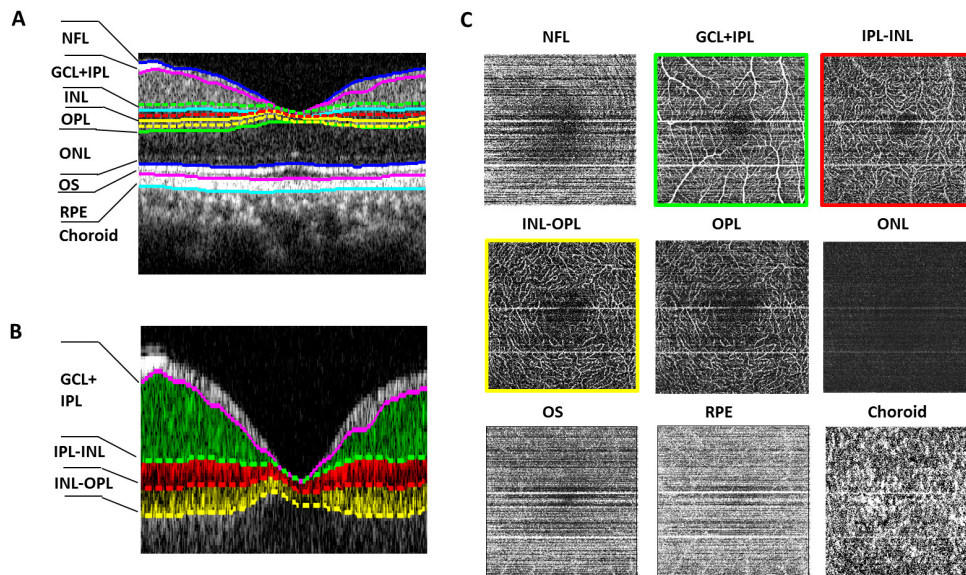 A
NFL
GCL+IPL
INL
OPL
ONL
OS
RPE
Choroid
B
GCL+
IPL
IPL-INL
INL-OPL
C
NFL
GCL+IPL
IPL-INL
INL-OPL
OPL
ONL
OS
RPE
Choroid